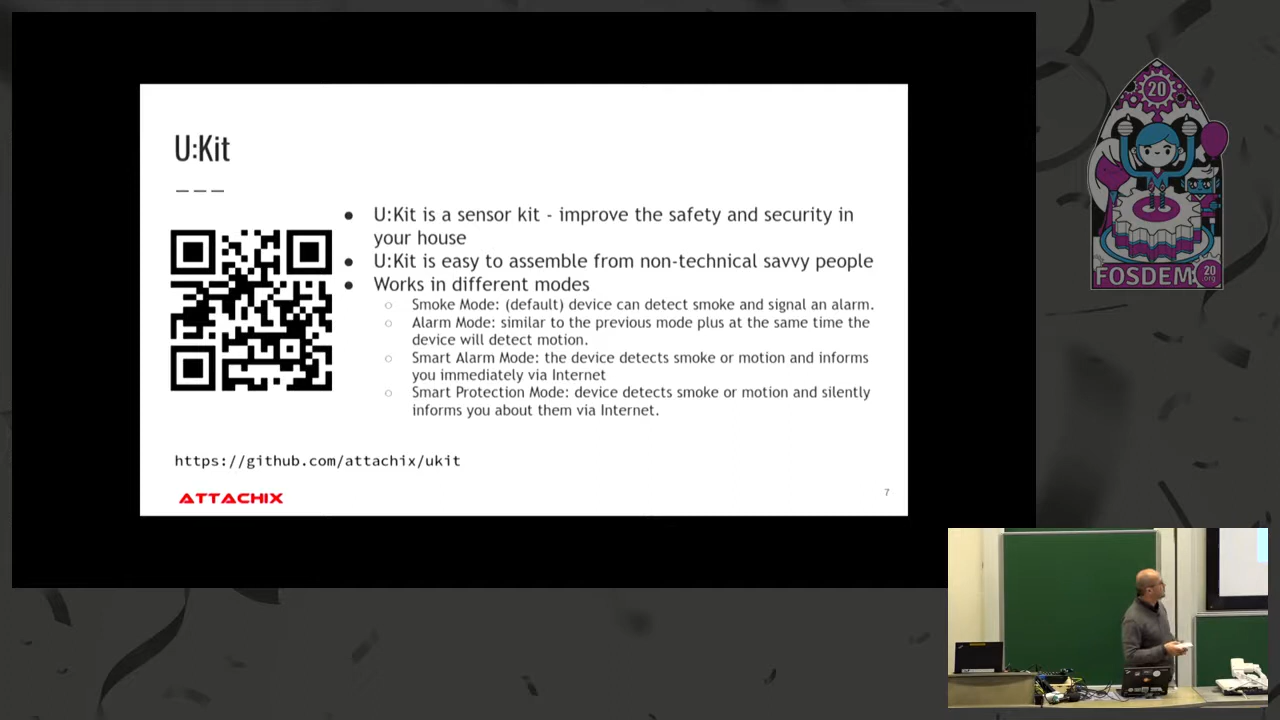 U:Kit
U:Kit is a sensor kit - improve the safety and security in
your house
U:Kit is easy to assemble from non-technical savvy people
Works in different modes
Smoke Mode: (default) device can detect smoke and signal an alarm.
Alarm Mode: similar to the previous mode plus at the same time the
device will detect motion.
Smart Alarm Mode: the device detects smoke or motion and informs
you immediately via Internet
Smart Protection Mode: device detects smoke or motion and silently
informs you about them via Internet.
https://github.com/attachix/ukit
ATTACHIX
7
20
FOSDEM
20
.org